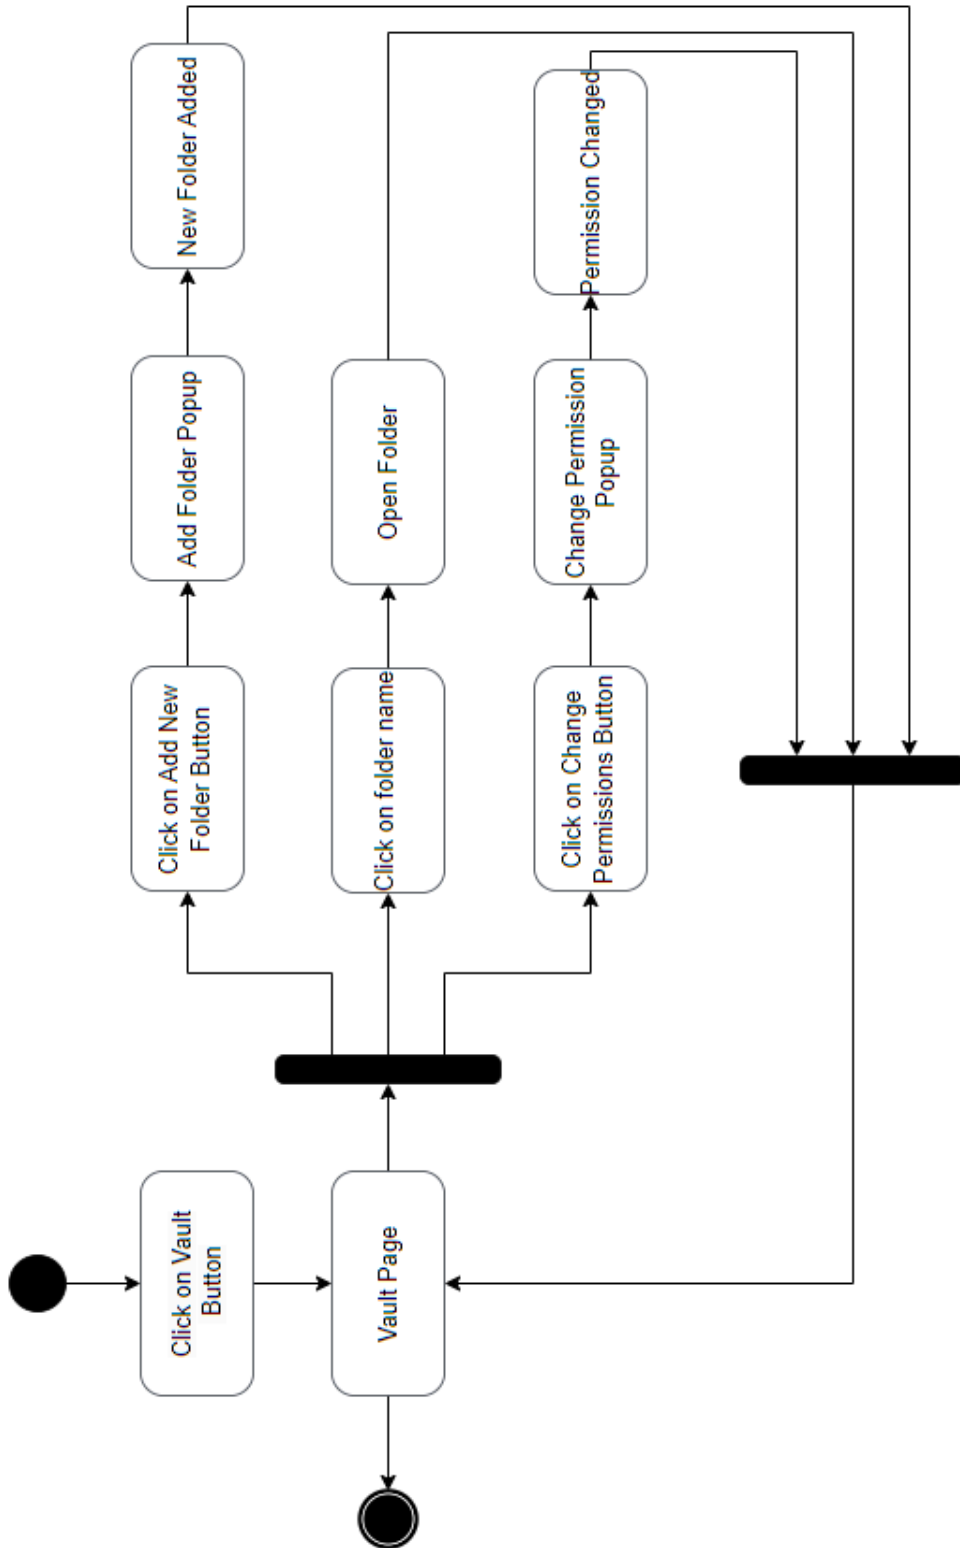 Click on Vault
Button
Vault Page
Click on Add New
Folder Button
Add Folder Popup
New Folder Added
Click on folder name
Open Folder
Click on Change
Permissions Button
Change Permission
Popup
Permission Changed